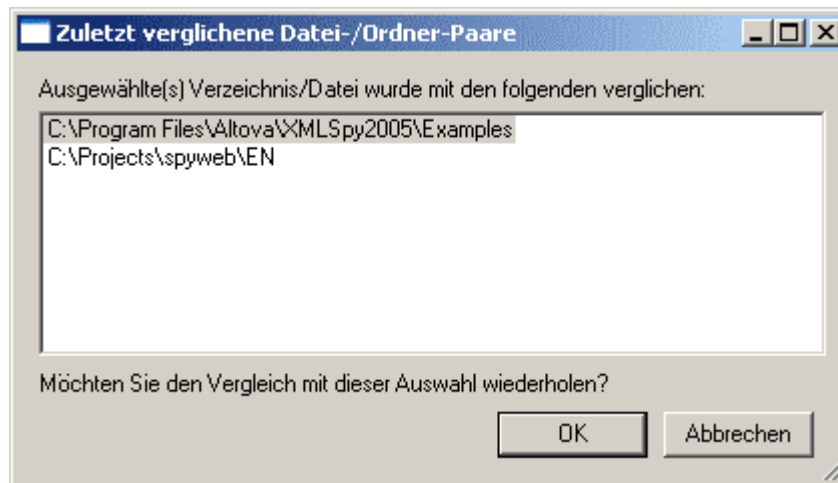 Zuletzt verglichene Datei-/Ordner-Paare
Ausgewählte(s) Verzeichnis/Datei wurde mit den folgenden verglichen:
C:\Program Files\Altova\XMLSpy2005\Examples
C:\Projects\spyweb\EN
Möchten Sie den Vergleich mit dieser Auswahl wiederholen?
OK Abbrechen